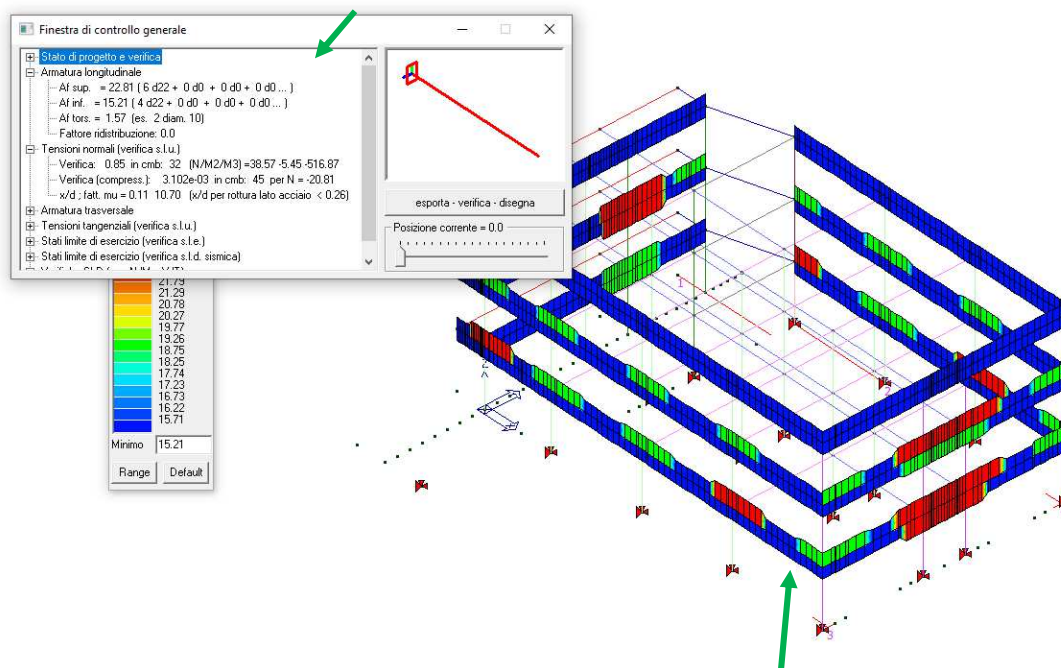 Finestra di controllo generale
Stato di progetto e verifica
Armatura longitudinale
Af sup. = 22.81 ( 6 d22 + 0 d0 + 0 d0 + 0 d0 ... )
Af inf. = 15.21 ( 4 d22 + 0 d0 + 0 d0 + 0 d0 ... )
Af tors. = 1.57 (es. 2 diam. 10)
Fattore ridistribuzione: 0.0
Tensioni normali (verifica s.l.u.)
Verifica: 0.85 in cmb: 32 (N/M2/M3) =38.57 -5.45 -516.87
Verifica (compress.): 3.102e-03 in cmb: 45 per N = -20.81
x/d ; fatt. mu = 0.11 10.70 (x/d per rottura lato acciaio < 0.26)
Armatura trasversale
Tensioni tangenziali (verifica s.l.u.)
Stati limite di esercizio (verifica s.l.e.)
Stati limite di esercizio (verifica s.l.d. sismica)
esporta - verifica - disegna
Posizione corrente = 0.0
21.79
21.29
20.78
20.27
19.77
19.26
18.75
18.25
17.74
17.23
16.73
16.22
15.71
Minimo 15.21
Range Default
1
2
3
Z